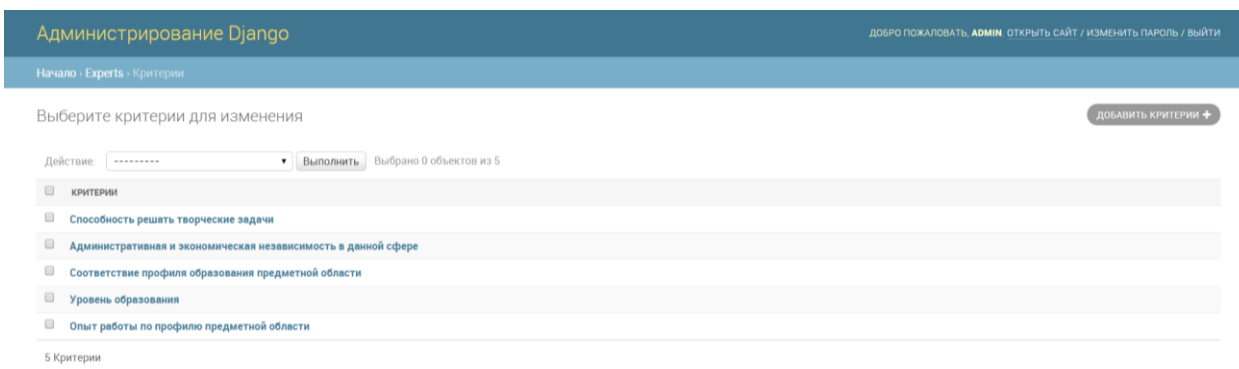 Администрирование Django
ДОБРО ПОЖАЛОВАТЬ, ADMIN. ОТКРЫТЬ САЙТ / ИЗМЕНИТЬ ПАРОЛЬ / ВЫЙТИ
Начало › Experts › Критерии
Выберите критерии для изменения
ДОБАВИТЬ КРИТЕРИИ +
Действие: --------- Выполнить Выбрано 0 объектов из 5
КРИТЕРИИ
Способность решать творческие задачи
Административная и экономическая независимость в данной сфере
Соответствие профиля образования предметной области
Уровень образования
Опыт работы по профилю предметной области
5 Критерии